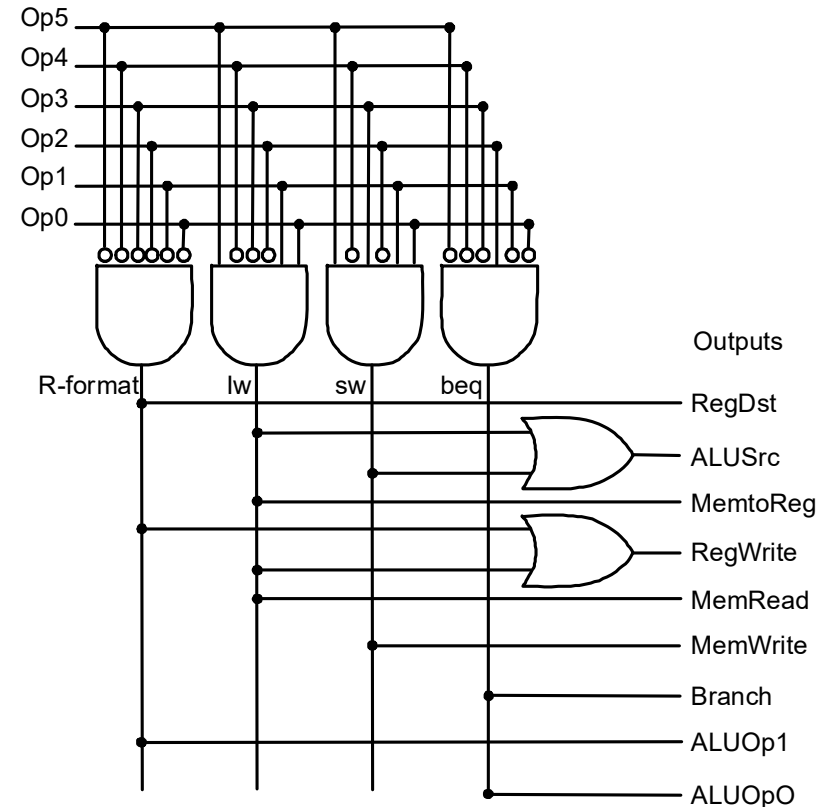 Op5
Op4
Op3
Op2
Op1
Op0
Outputs
R-format
lw
sw
beq
RegDst
ALUSrc
MemtoReg
RegWrite
MemRead
MemWrite
Branch
ALUOp1
ALUOpO